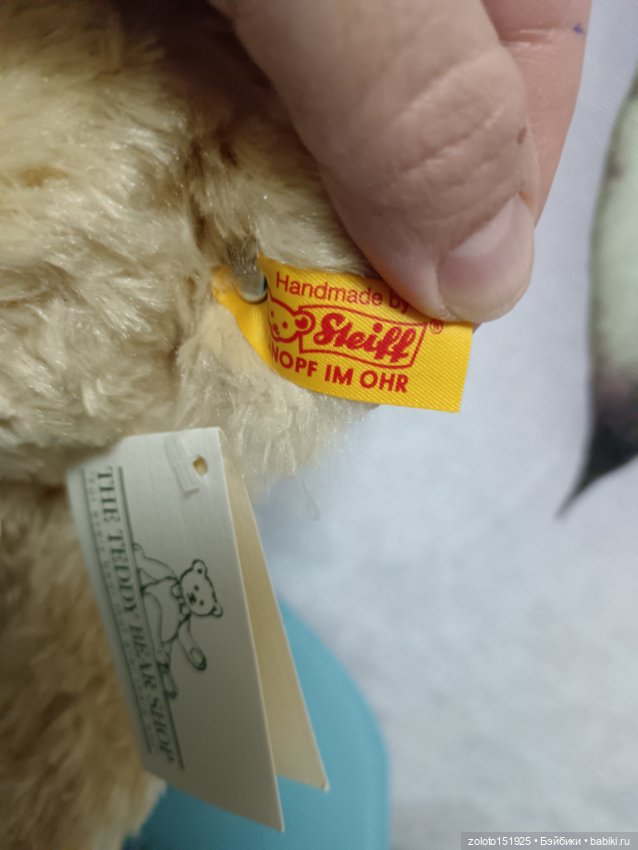 Handmade by
Steiff ®
KNOPF IM OHR
THE TEDDY BEAR SHOP
zoloto151925 • Бэйбики • babiki.ru